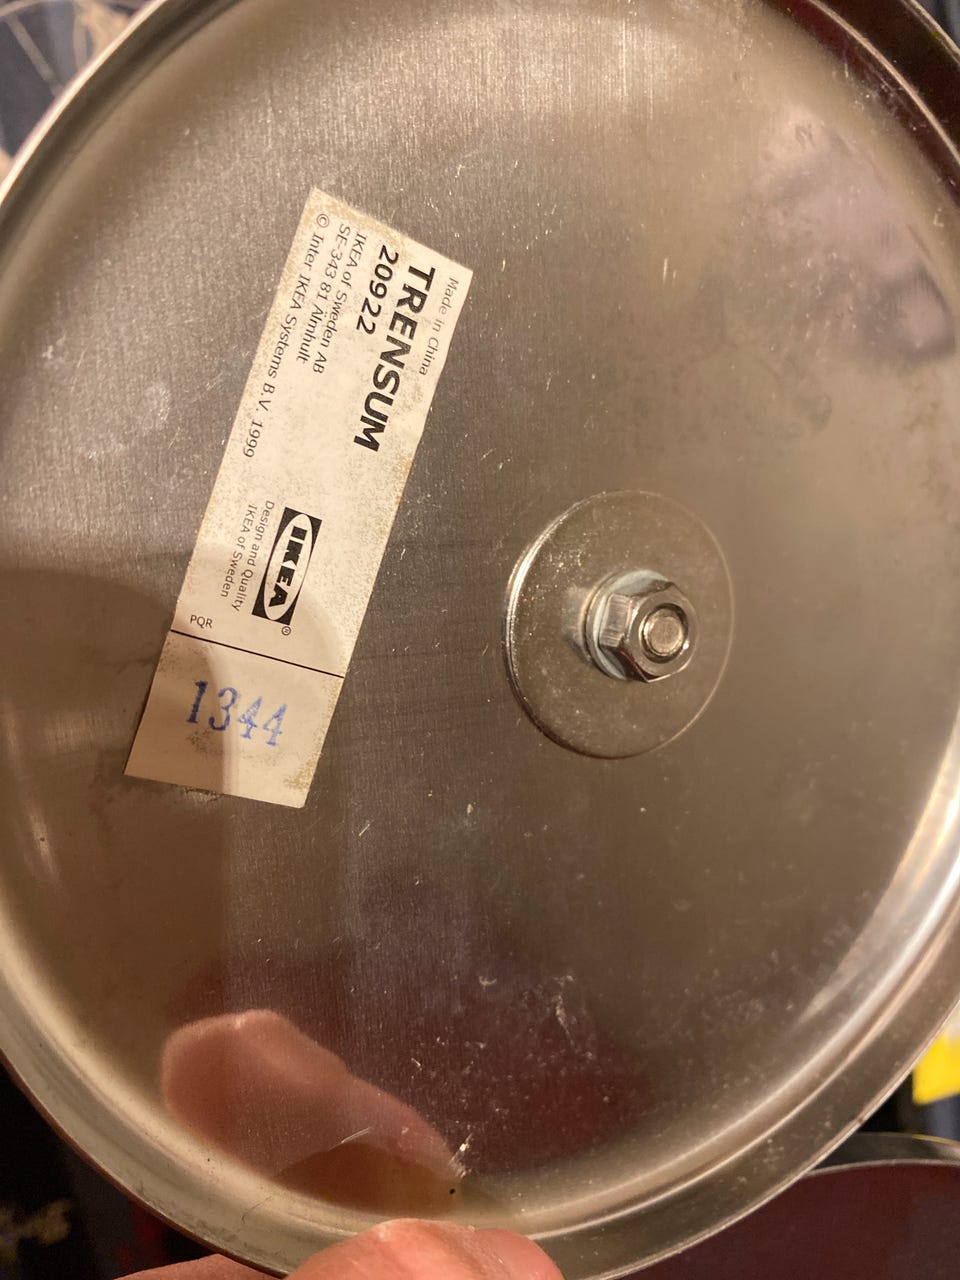 Made in China
TRENSUM
20922
IKEA of Sweden AB
SE-343 81 Älmhult
© Inter IKEA Systems B.V. 1999
IKEA®
Design and Quality
IKEA of Sweden
PQR
1344